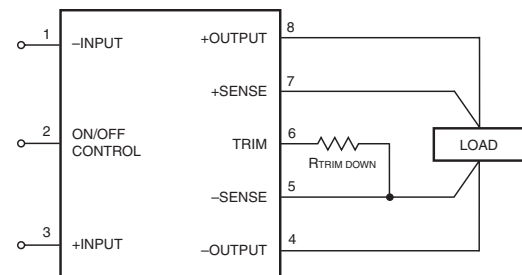 1
–INPUT
+OUTPUT
8
+SENSE
7
2
ON/OFF
CONTROL
TRIM
6
RTRIM DOWN
LOAD
–SENSE
5
3
+INPUT
–OUTPUT
4